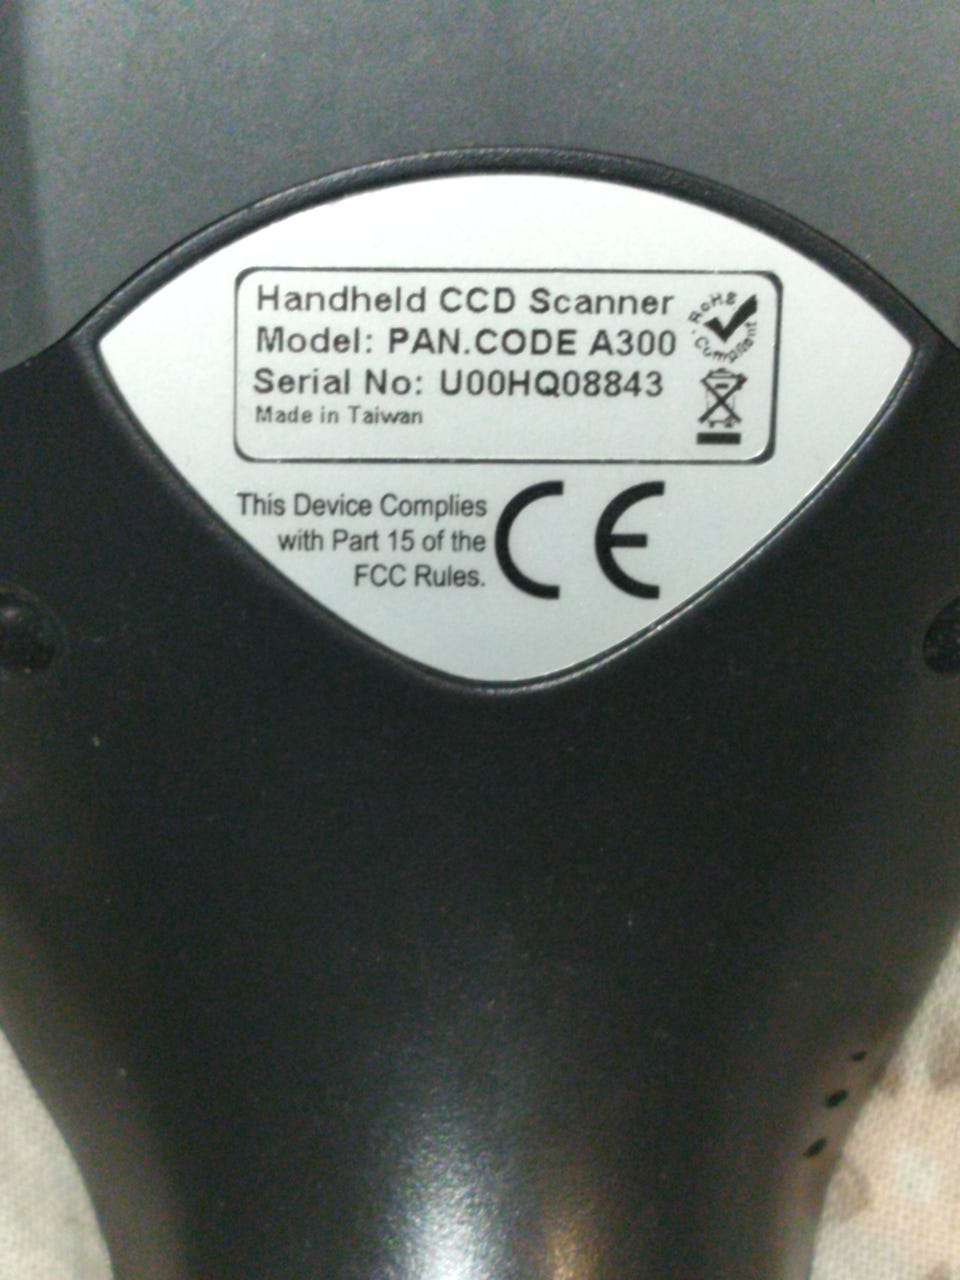 Handheld CCD Scanner
Model: PAN.CODE A300
Serial No: U00HQ08843
Made in Taiwan
RoHS
Compliant
This Device Complies
with Part 15 of the
FCC Rules.
CE